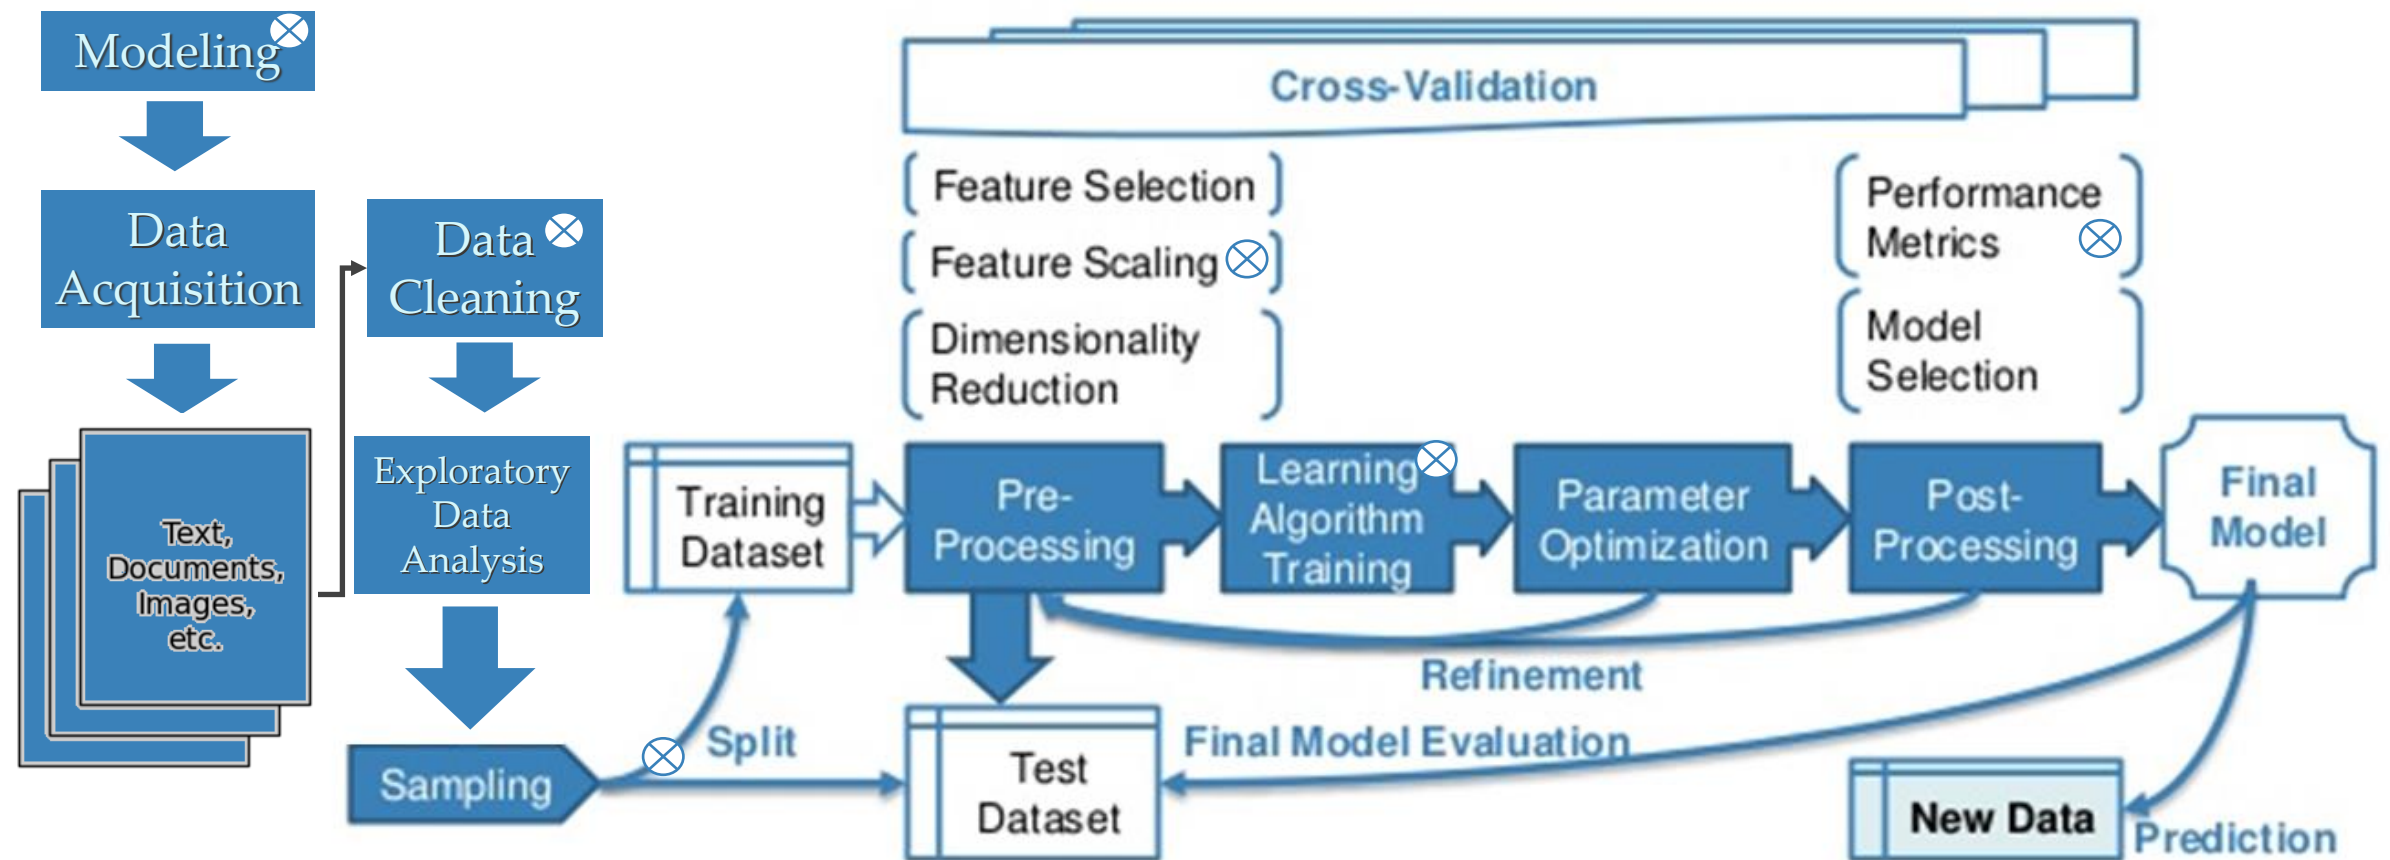 Modeling
Data
Acquisition
Text,
Documents,
Images,
etc.
Data
Cleaning
Exploratory
Data
Analysis
Sampling
Split
Training
Dataset
Test
Dataset
Cross-Validation
Feature Selection
Feature Scaling
Dimensionality
Reduction
Pre-
Processing
Learning
Algorithm
Training
Parameter
Optimization
Performance
Metrics
Model
Selection
Post-
Processing
Final
Model
Refinement
Final Model Evaluation
New Data
Prediction